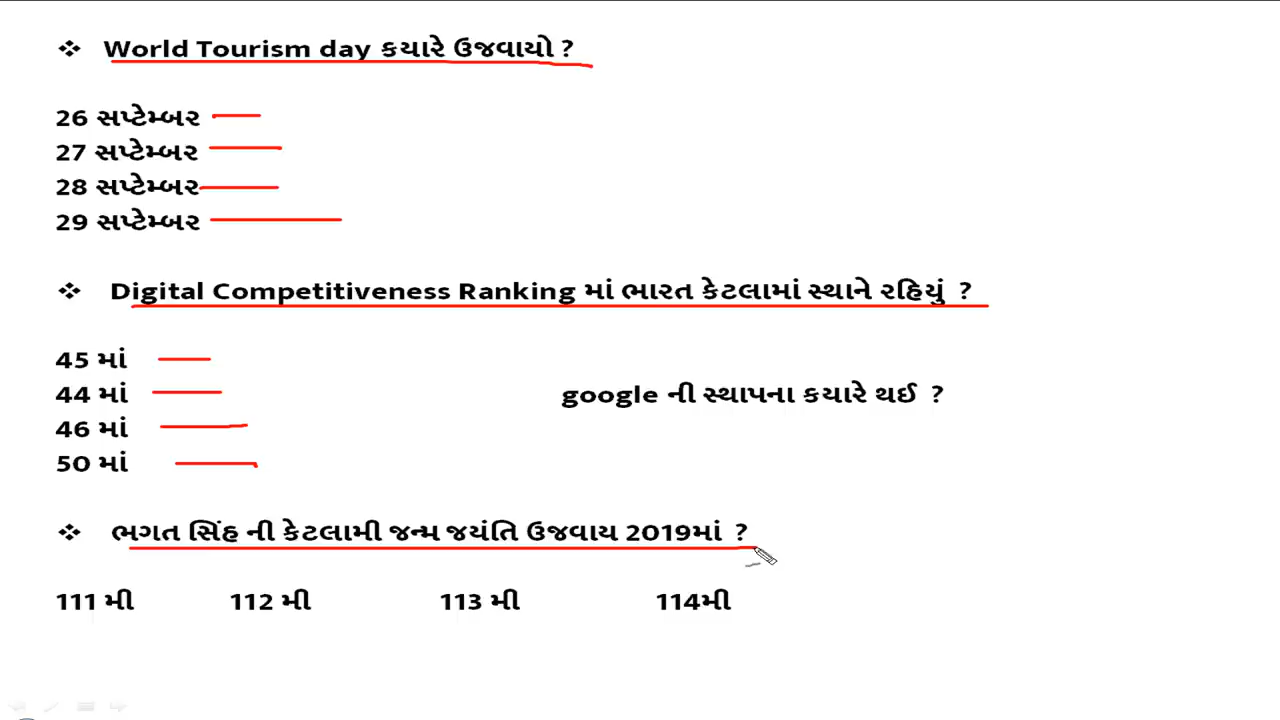 ❖ World Tourism day કયારે ઉજવાયો ?
26 સપ્ટેમ્બર
27 સપ્ટેમ્બર
28 સપ્ટેમ્બર
29 સપ્ટેમ્બર
❖ Digital Competitiveness Ranking માં ભારત કેટલામાં સ્થાને રહિયું ?
45 માં
44 માં
google ની સ્થાપના કયારે થઈ ?
46 માં
50 માં
❖ ભગત સિંહ ની કેટલામી જન્મ જયંતિ ઉજવાય 2019માં ?
111 મી 112 મી 113 મી 114મી